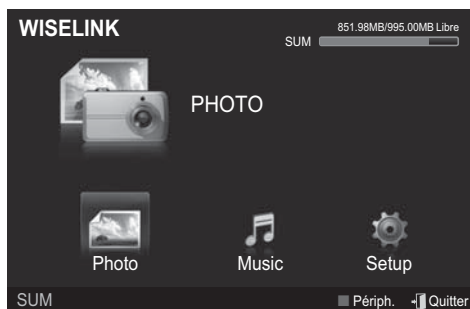 WISELINK
851.98MB/995.00MB Libre
SUM
PHOTO
Photo Music Setup
SUM Périph. Quitter